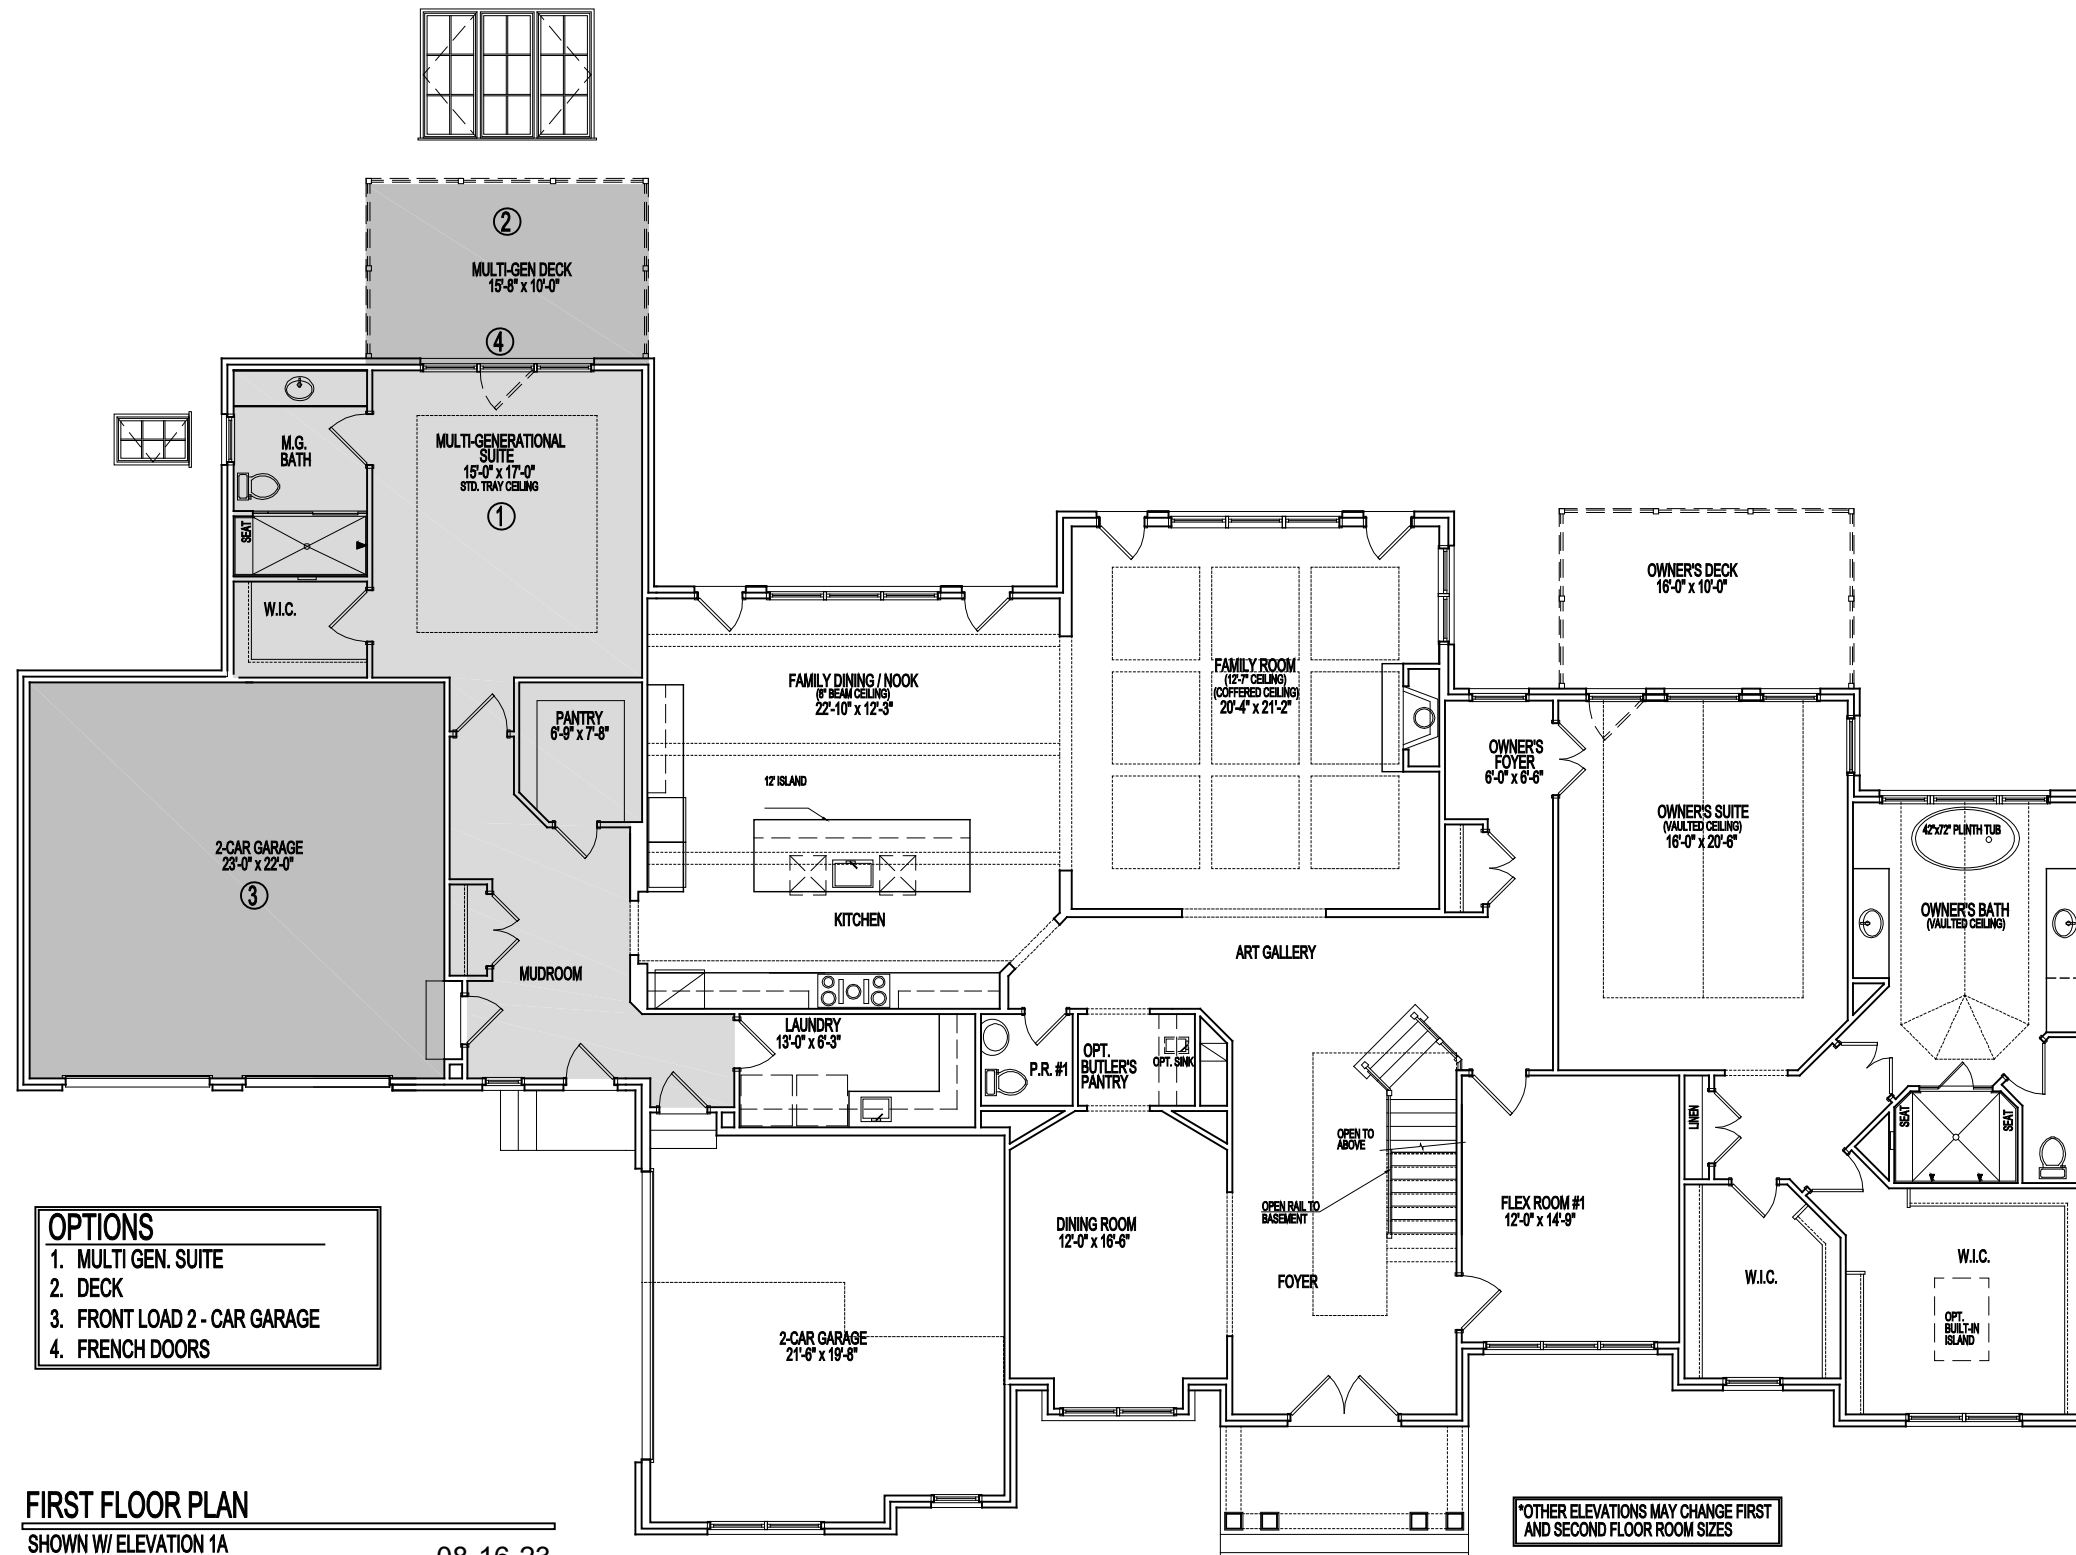 2
MULTI-GEN DECK
15'-8" x 10'-0"
4
M.G.
BATH
MULTI-GENERATIONAL
SUITE
15'-0" x 17'-0"
STD. TRAY CEILING
1
SEAT
W.I.C.
PANTRY
6'-9" x 7'-8"
FAMILY DINING / NOOK
(6" BEAM CEILING)
22'-10" x 12'-3"
12' ISLAND
KITCHEN
FAMILY ROOM
(12'-7" CEILING)
(COFFERED CEILING)
20'-4" x 21'-2"
OWNER'S DECK
16'-0" x 10'-0"
OWNER'S
FOYER
6'-0" x 6'-6"
OWNER'S SUITE
(VAULTED CEILING)
16'-0" x 20'-6"
42"x72" PLINTH TUB
OWNER'S BATH
(VAULTED CEILING)
2-CAR GARAGE
23'-0" x 22'-0"
3
MUDROOM
ART GALLERY
LAUNDRY
13'-0" x 6'-3"
P.R. #1
OPT.
BUTLER'S
PANTRY
OPT. SINK
OPEN TO
ABOVE
OPEN RAIL TO
BASEMENT
LINEN
SEAT
SEAT
FLEX ROOM #1
12'-0" x 14'-9"
DINING ROOM
12'-0" x 16'-6"
FOYER
W.I.C.
W.I.C.
OPT.
BUILT-IN
ISLAND
2-CAR GARAGE
21'-6" x 19'-8"
OPTIONS
1. MULTI GEN. SUITE
2. DECK
3. FRONT LOAD 2 - CAR GARAGE
4. FRENCH DOORS
FIRST FLOOR PLAN
SHOWN W/ ELEVATION 1A
08-16-23
*OTHER ELEVATIONS MAY CHANGE FIRST
AND SECOND FLOOR ROOM SIZES